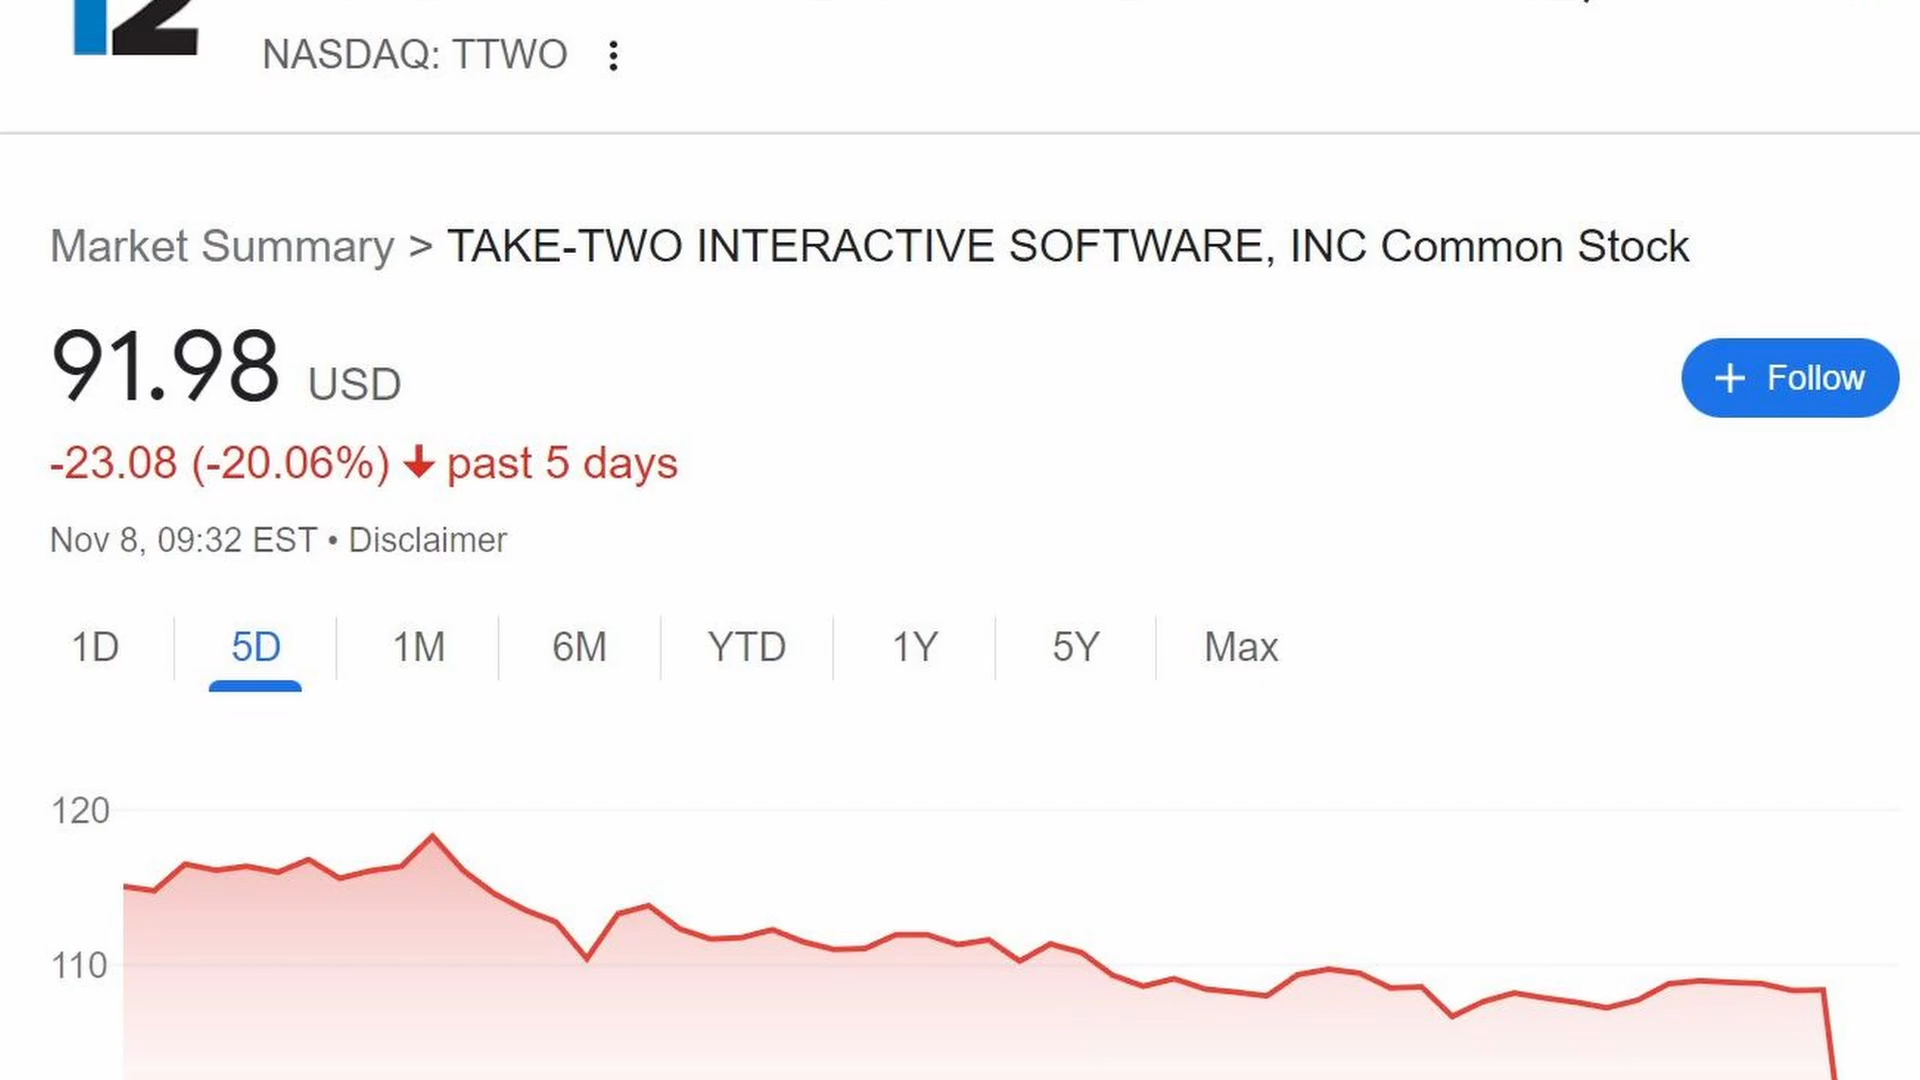 NASDAQ: TTWO
Market Summary > TAKE-TWO INTERACTIVE SOFTWARE, INC Common Stock
91.98 USD
+ Follow
-23.08 (-20.06%) ↓ past 5 days
Nov 8, 09:32 EST • Disclaimer
1D 5D 1M 6M YTD 1Y 5Y Max
120
110